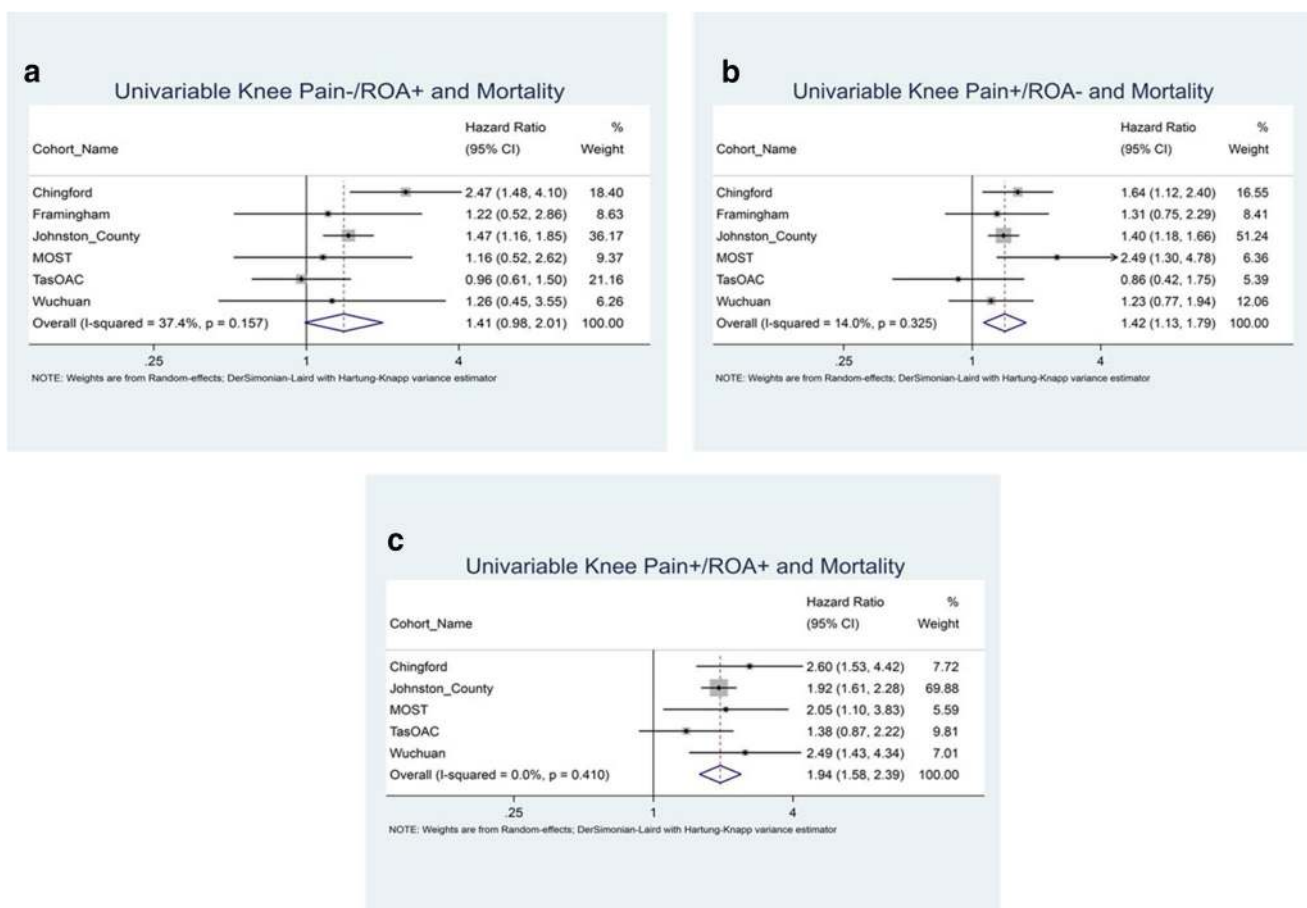 a
Univariable Knee Pain-/ROA+ and Mortality
Hazard Ratio %
Cohort_Name (95% CI) Weight
Chingford 2.47 (1.48, 4.10) 18.40
Framingham 1.22 (0.52, 2.86) 8.63
Johnston_County 1.47 (1.16, 1.85) 36.17
MOST 1.16 (0.52, 2.62) 9.37
TasOAC 0.96 (0.61, 1.50) 21.16
Wuchuan 1.26 (0.45, 3.55) 6.26
Overall (I-squared = 37.4%, p = 0.157) 1.41 (0.98, 2.01) 100.00
.25 1 4
NOTE: Weights are from Random-effects; DerSimonian-Laird with Hartung-Knapp variance estimator
b
Univariable Knee Pain+/ROA- and Mortality
Hazard Ratio %
Cohort_Name (95% CI) Weight
Chingford 1.64 (1.12, 2.40) 16.55
Framingham 1.31 (0.75, 2.29) 8.41
Johnston_County 1.40 (1.18, 1.66) 51.24
MOST 2.49 (1.30, 4.78) 6.36
TasOAC 0.86 (0.42, 1.75) 5.39
Wuchuan 1.23 (0.77, 1.94) 12.06
Overall (I-squared = 14.0%, p = 0.325) 1.42 (1.13, 1.79) 100.00
.25 1 4
NOTE: Weights are from Random-effects; DerSimonian-Laird with Hartung-Knapp variance estimator
c
Univariable Knee Pain+/ROA+ and Mortality
Hazard Ratio %
Cohort_Name (95% CI) Weight
Chingford 2.60 (1.53, 4.42) 7.72
Johnston_County 1.92 (1.61, 2.28) 69.88
MOST 2.05 (1.10, 3.83) 5.59
TasOAC 1.38 (0.87, 2.22) 9.81
Wuchuan 2.49 (1.43, 4.34) 7.01
Overall (I-squared = 0.0%, p = 0.410) 1.94 (1.58, 2.39) 100.00
.25 1 4
NOTE: Weights are from Random-effects; DerSimonian-Laird with Hartung-Knapp variance estimator